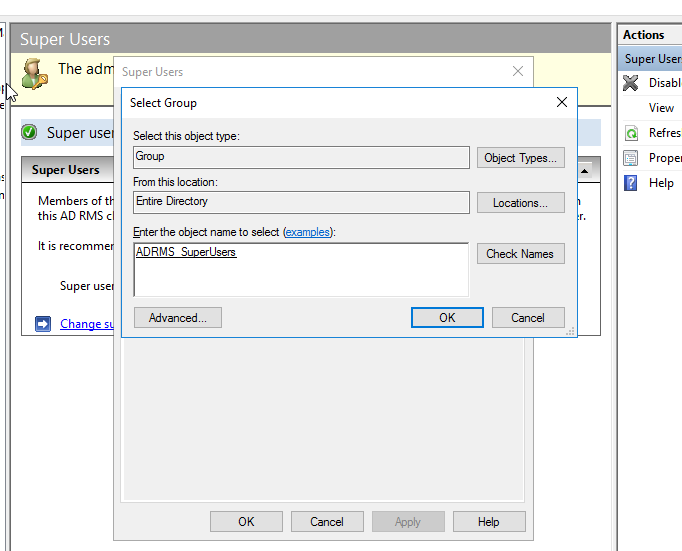 Super Users
Actions
Super User
The adm
Super Users
Disabl
Select Group
View
Select this object type:
Super user
Refres
Group
Object Types...
Proper
Super Users
From this location:
Help
Members of th
Entire Directory
Locations...
n
this AD RMS cl
er.
Enter the object name to select (examples):
It is recommer
ADRMS_SuperUsers
Check Names
Super user
Change su
Advanced...
OK
Cancel
OK
Cancel
Apply
Help